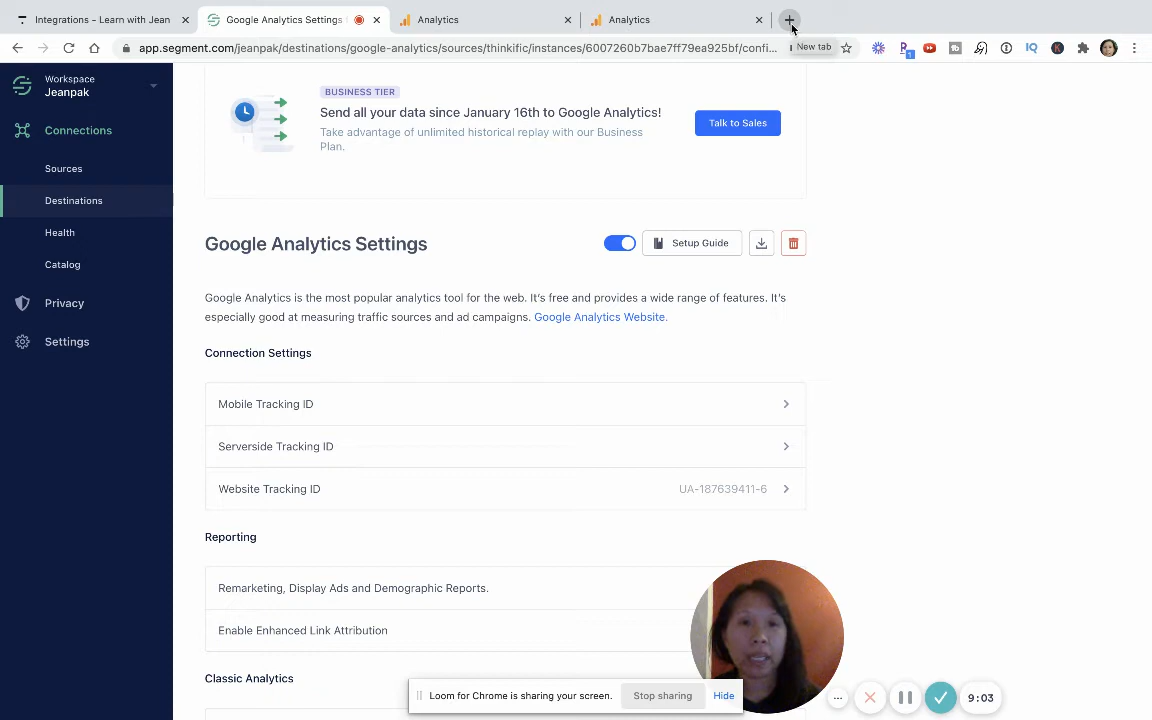 Integrations - Learn with Jean
Google Analytics Settings
Analytics
Analytics
app.segment.com/jeanpak/destinations/google-analytics/sources/thinkific/instances/6007260b7bae7ff79ea925bf/confi...
New tab
1
IQ
Workspace
Jeanpak
Connections
Sources
Destinations
Health
Catalog
Privacy
Settings
BUSINESS TIER
Send all your data since January 16th to Google Analytics!
Take advantage of unlimited historical replay with our Business
Plan.
Talk to Sales
Google Analytics Settings
Setup Guide
Google Analytics is the most popular analytics tool for the web. It's free and provides a wide range of features. It's
especially good at measuring traffic sources and ad campaigns. Google Analytics Website.
Connection Settings
Mobile Tracking ID
Serverside Tracking ID
Website Tracking ID UA-187639411-6
Reporting
Remarketing, Display Ads and Demographic Reports.
Enable Enhanced Link Attribution
Classic Analytics
Loom for Chrome is sharing your screen. Stop sharing Hide
9:03